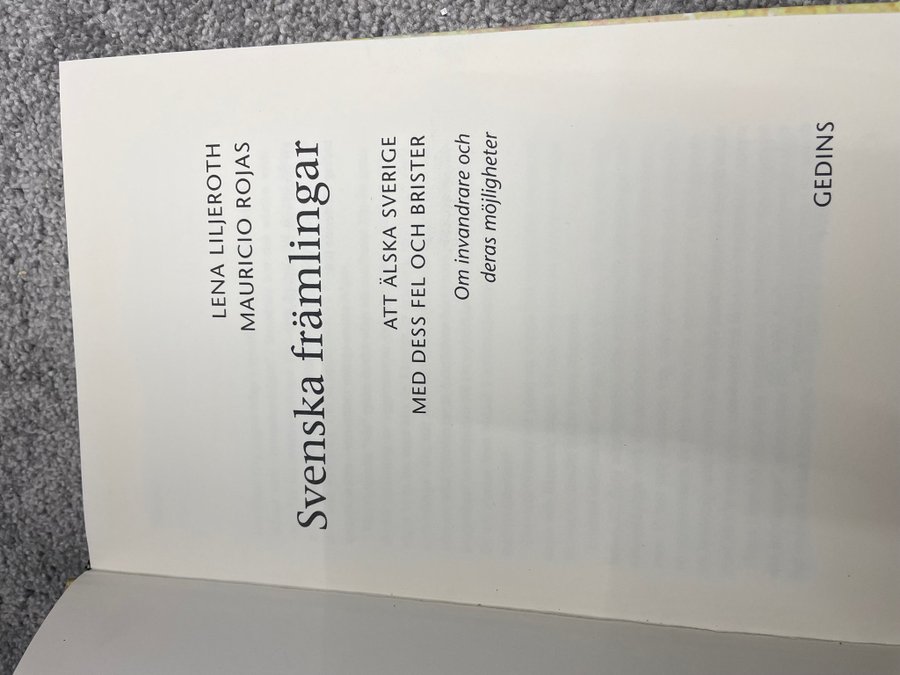 LENA LILJEROTH
MAURICIO ROJAS
Svenska främlingar
ATT ÄLSKA SVERIGE
MED DESS FEL OCH BRISTER
Om invandrare och
deras möjligheter
GEDINS